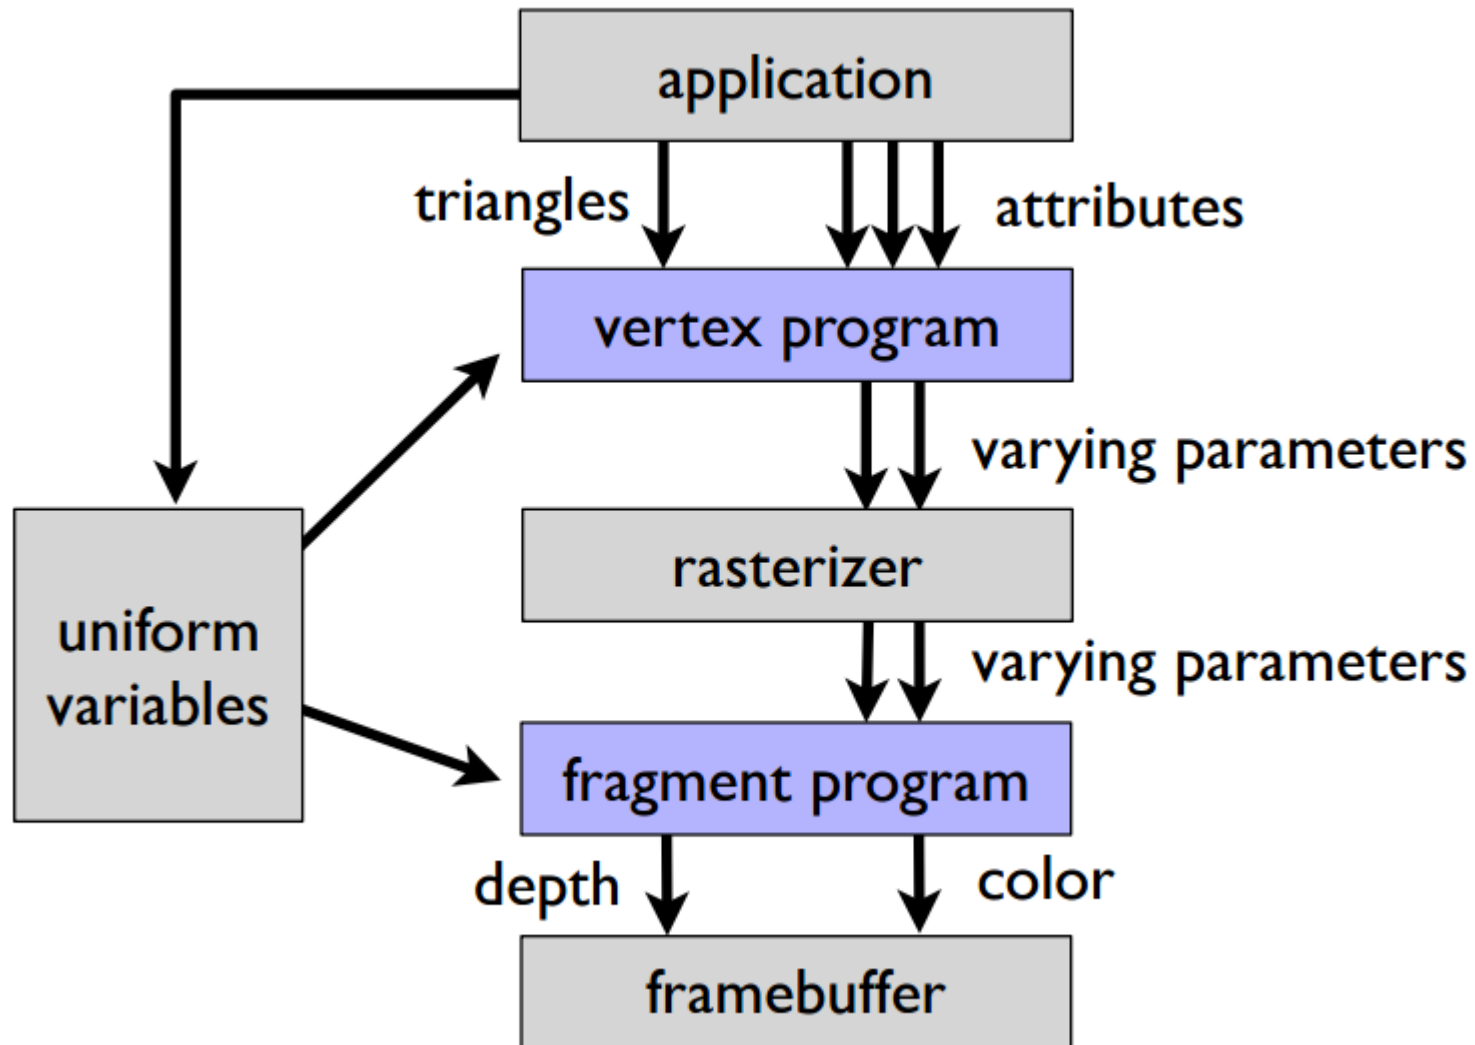 application
triangles
attributes
vertex program
varying parameters
rasterizer
uniform
variables
varying parameters
fragment program
depth
color
framebuffer